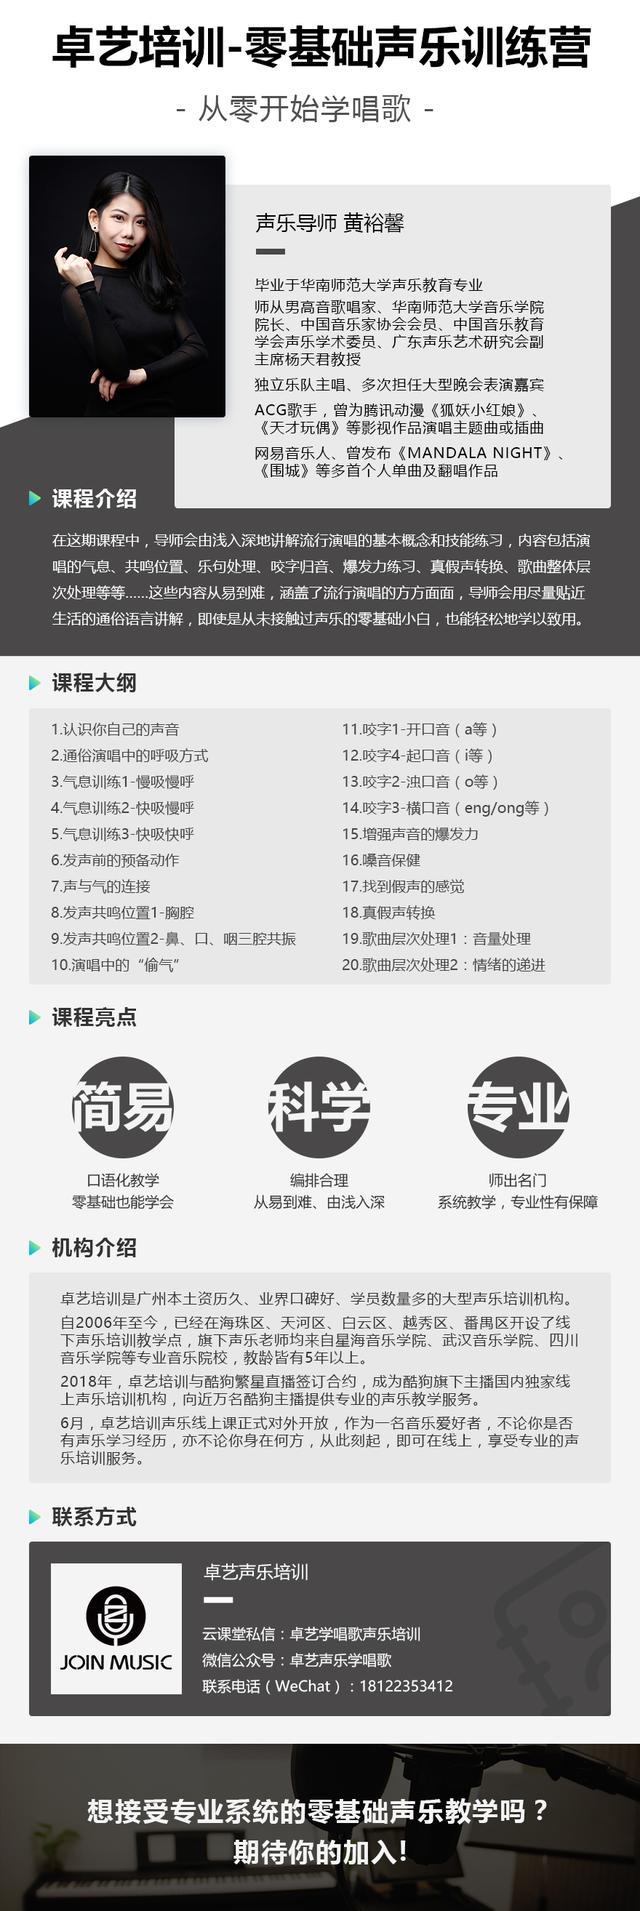 卓艺培训-零基础声乐训练营
- 从零开始学唱歌 -
声乐导师 黄裕馨
毕业于华南师范大学声乐教育专业
师从男高音歌唱家、华南师范大学音乐学院
院长、中国音乐家协会会员、中国音乐教育
学会声乐学术委员、广东声乐艺术研究会副
主席杨天君教授
独立乐队主唱、多次担任大型晚会表演嘉宾
ACG歌手，曾为腾讯动漫《狐妖小红娘》、
《天才玩偶》等影视作品演唱主题曲或插曲
网易音乐人、曾发布《MANDALA NIGHT》、
《围城》等多首个人单曲及翻唱作品
课程介绍
在这期课程中，导师会由浅入深地讲解流行演唱的基本概念和技能练习，内容包括演
唱的气息、共鸣位置、乐句处理、咬字归音、爆发力练习、真假声转换、歌曲整体层
次处理等等......这些内容从易到难，涵盖了流行演唱的方方面面，导师会用尽量贴近
生活的通俗语言讲解，即使是从未接触过声乐的零基础小白，也能轻松地学以致用。
课程大纲
1.认识你自己的声音
2.通俗演唱中的呼吸方式
3.气息训练1-慢吸慢呼
4.气息训练2-快吸慢呼
5.气息训练3-快吸快呼
6.发声前的预备动作
7.声与气的连接
8.发声共鸣位置1-胸腔
9.发声共鸣位置2-鼻、口、咽三腔共振
10.演唱中的“偷气”
11.咬字1-开口音（a等）
12.咬字4-起口音（i等）
13.咬字2-浊口音（o等）
14.咬字3-横口音（eng/ong等）
15.增强声音的爆发力
16.嗓音保健
17.找到假声的感觉
18.真假声转换
19.歌曲层次处理1：音量处理
20.歌曲层次处理2：情绪的递进
课程亮点
简易
口语化教学
零基础也能学会
科学
编排合理
从易到难、由浅入深
专业
师出名门
系统教学，专业性有保障
机构介绍
卓艺培训是广州本土资历久、业界口碑好、学员数量多的大型声乐培训机构。
自2006年至今，已经在海珠区、天河区、白云区、越秀区、番禺区开设了线
下声乐培训教学点，旗下声乐老师均来自星海音乐学院、武汉音乐学院、四川
音乐学院等专业音乐院校，教龄皆有5年以上。
2018年，卓艺培训与酷狗繁星直播签订合约，成为酷狗旗下主播国内独家线
上声乐培训机构，向近万名酷狗主播提供专业的声乐教学服务。
6月，卓艺培训声乐线上课正式对外开放，作为一名音乐爱好者，不论你是否
有声乐学习经历，亦不论你身在何方，从此刻起，即可在线上，享受专业的声
乐培训服务。
联系方式
JOIN MUSIC
卓艺声乐培训
云课堂私信：卓艺学唱歌声乐培训
微信公众号：卓艺声乐学唱歌
联系电话（WeChat）：18122353412
想接受专业系统的零基础声乐教学吗？
期待你的加入!